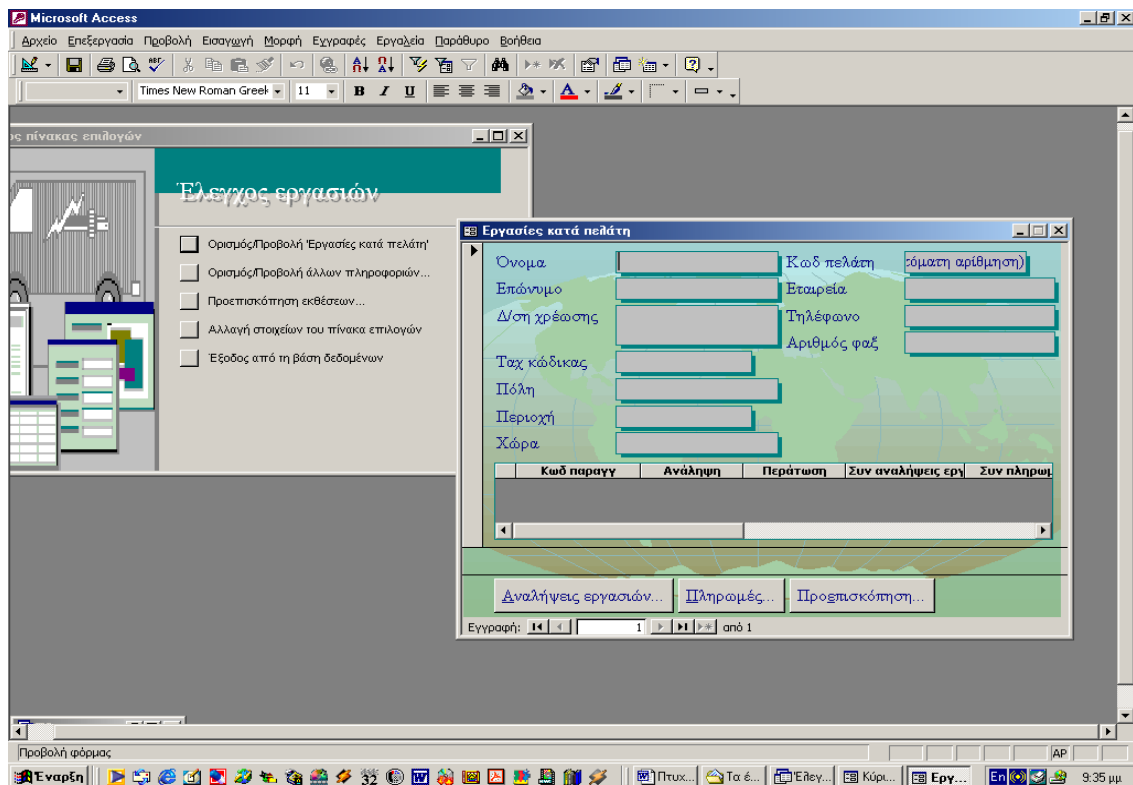 Microsoft Access
Αρχείο Επεξεργασία Προβολή Εισαγωγή Μορφή Εγγραφές Εργαλεία Παράθυρο Βοήθεια
Times New Roman Greek 11 B I U
ος πίνακας επιλογών
Έλεγχος εργασιών
Ορισμός/Προβολή 'Εργασίες κατά πελάτη'
Ορισμός/Προβολή άλλων πληροφοριών...
Προεπισκόπηση εκθέσεων...
Αλλαγή στοιχείων του πίνακα επιλογών
Έξοδος από τη βάση δεδομένων
Εργασίες κατά πελάτη
Όνομα Κωδ πελάτη τόματη αρίθμηση)
Επώνυμο Εταιρεία
Δ/ση χρέωσης Τηλέφωνο
Αριθμός φαξ
Ταχ κώδικας
Πόλη
Περιοχή
Χώρα
Κωδ παραγγ Ανάληψη Περάτωση Συν αναλήψεις εργ Συν πληρωμ
Αναλήψεις εργασιών... Πληρωμές... Προεπισκόπηση...
Εγγραφή: 1 από 1
Προβολή φόρμας AP
Έναρξη Πτυχ... Τα έ... Έλεγ... Κύρι... Εργ... En 9:35 μμ